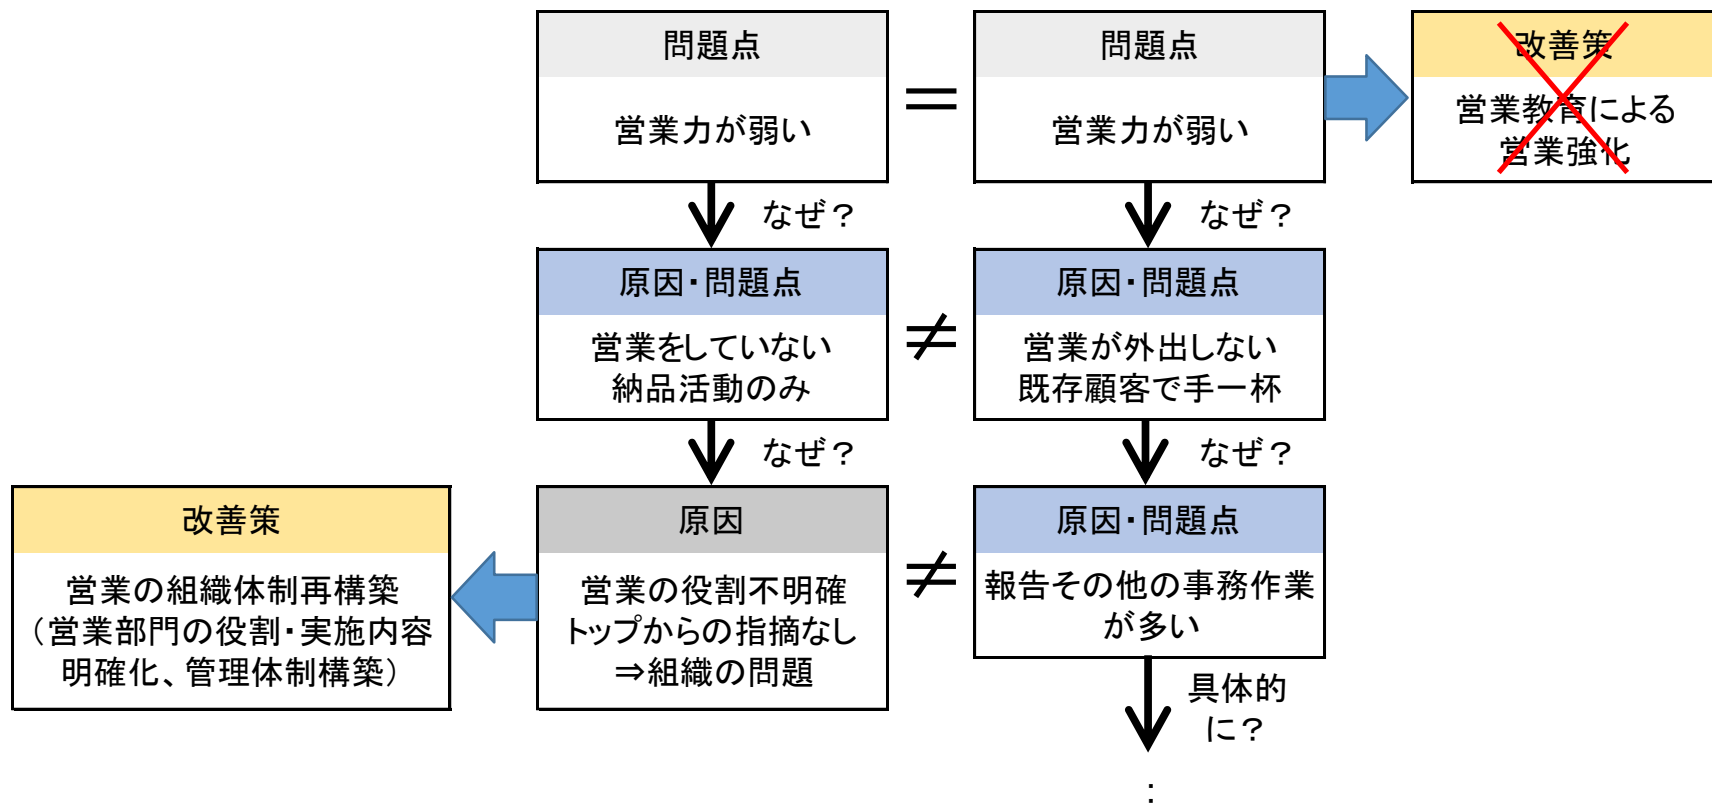 問題点
営業力が弱い
＝
問題点
営業力が弱い
改善策
営業教育による
営業強化
なぜ？
なぜ？
原因・問題点
営業をしていない
納品活動のみ
≠
原因・問題点
営業が外出しない
既存顧客で手一杯
なぜ？
なぜ？
改善策
営業の組織体制再構築
（営業部門の役割・実施内容
明確化、管理体制構築）
原因
営業の役割不明確
トップからの指摘なし
⇒組織の問題
≠
原因・問題点
報告その他の事務作業
が多い
具体的
に？
：